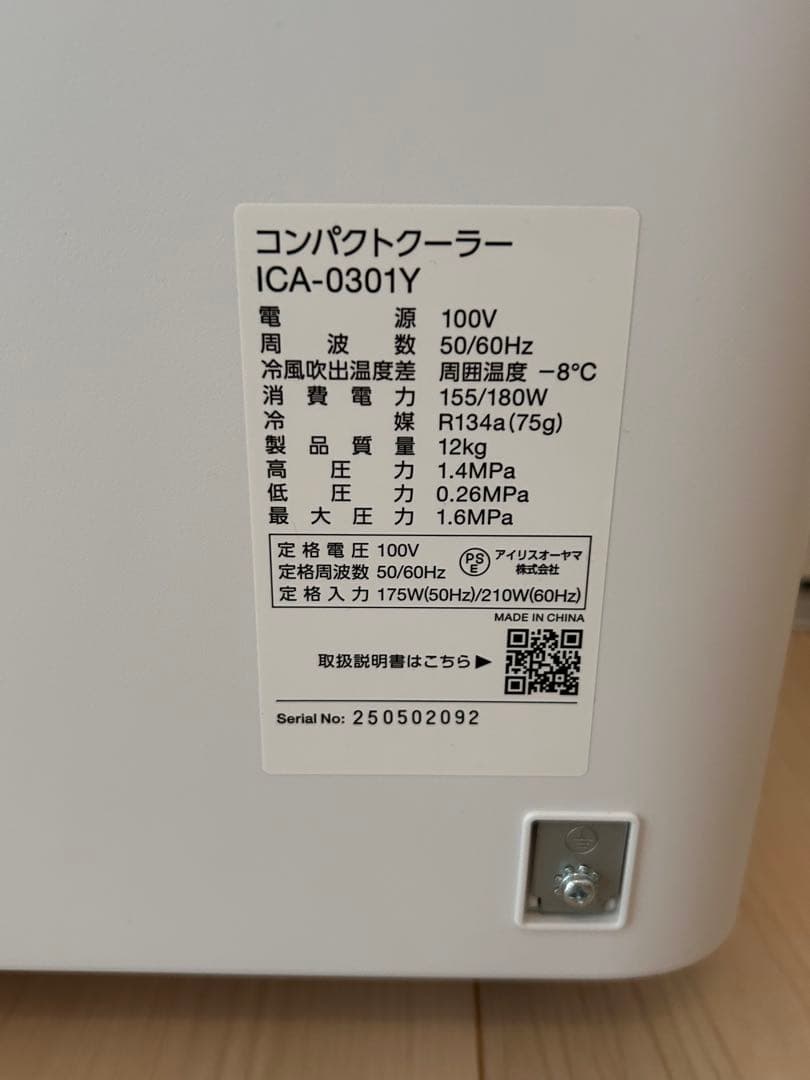 コンパクトクーラー
ICA-0301Y
電源 100V
周波数 50/60Hz
冷風吹出温度差 周囲温度 −8℃
消費電力 155/180W
冷媒 R134a(75g)
製品質量 12kg
高圧力 1.4MPa
低圧力 0.26MPa
最大圧力 1.6MPa
定格電圧 100V
定格周波数 50/60Hz
定格入力 175W(50Hz)/210W(60Hz)
PS
E
アイリスオーヤマ
株式会社
MADE IN CHINA
取扱説明書はこちら▶
Serial No: 250502092